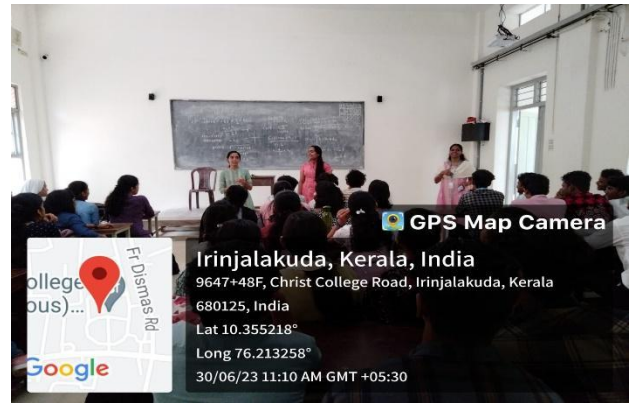 GPS Map Camera
Irinjalakuda, Kerala, India
9647+48F, Christ College Road, Irinjalakuda, Kerala
680125, India
Lat 10.355218°
Long 76.213258°
30/06/23 11:10 AM GMT +05:30
ollege
ous)...
Fr Dismas Rd
Google